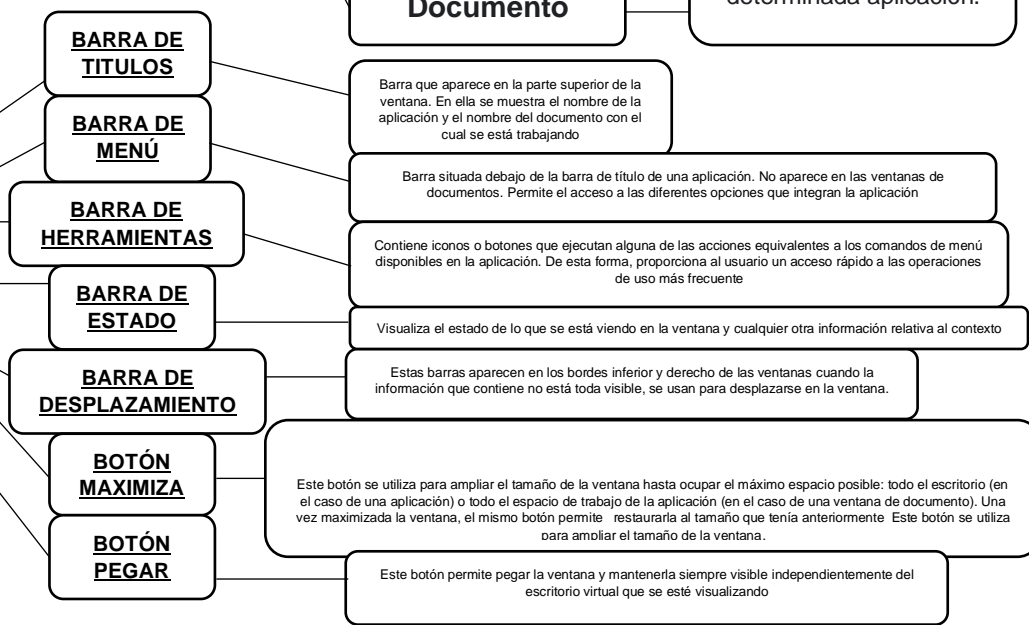 Documento
determinada aplicación.
BARRA DE
TITULOS
Barra que aparece en la parte superior de la
ventana. En ella se muestra el nombre de la
aplicación y el nombre del documento con el
cual se está trabajando
BARRA DE
MENÚ
Barra situada debajo de la barra de título de una aplicación. No aparece en las ventanas de
documentos. Permite el acceso a las diferentes opciones que integran la aplicación
BARRA DE
HERRAMIENTAS
Contiene iconos o botones que ejecutan alguna de las acciones equivalentes a los comandos de menú
disponibles en la aplicación. De esta forma, proporciona al usuario un acceso rápido a las operaciones
de uso más frecuente
BARRA DE
ESTADO
Visualiza el estado de lo que se está viendo en la ventana y cualquier otra información relativa al contexto
BARRA DE
DESPLAZAMIENTO
Estas barras aparecen en los bordes inferior y derecho de las ventanas cuando la
información que contiene no está toda visible, se usan para desplazarse en la ventana.
BOTÓN
MAXIMIZA
Este botón se utiliza para ampliar el tamaño de la ventana hasta ocupar el máximo espacio posible: todo el escritorio (en
el caso de una aplicación) o todo el espacio de trabajo de la aplicación (en el caso de una ventana de documento). Una
vez maximizada la ventana, el mismo botón permite restaurarla al tamaño que tenía anteriormente Este botón se utiliza
para ampliar el tamaño de la ventana.
BOTÓN
PEGAR
Este botón permite pegar la ventana y mantenerla siempre visible independientemente del
escritorio virtual que se esté visualizando